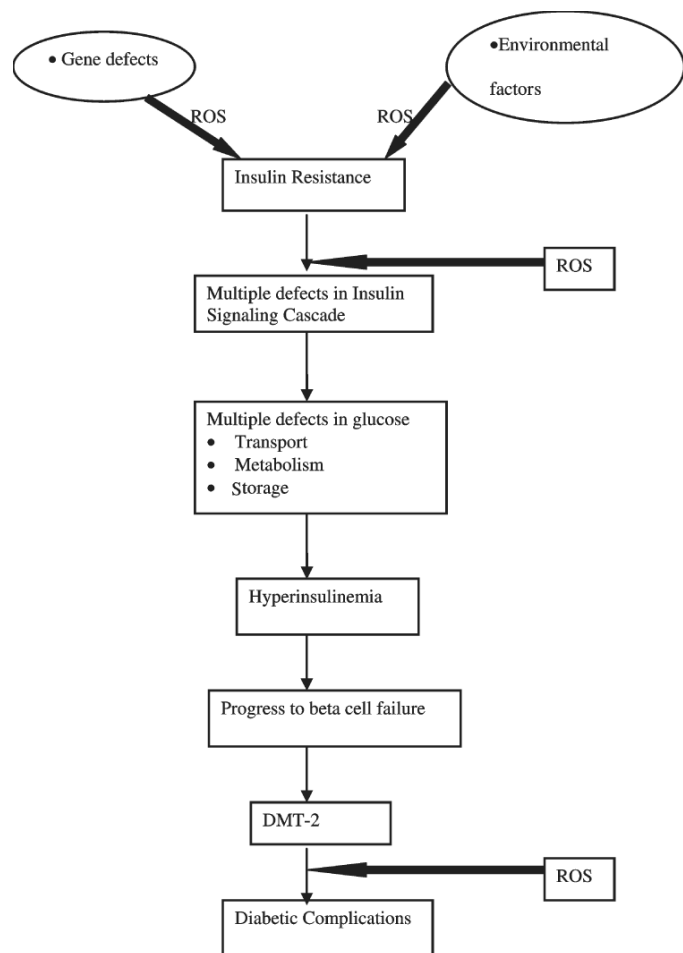 • Gene defects
•Environmental
factors
ROS
ROS
Insulin Resistance
ROS
Multiple defects in Insulin
Signaling Cascade
Multiple defects in glucose
• Transport
• Metabolism
• Storage
Hyperinsulinemia
Progress to beta cell failure
DMT-2
ROS
Diabetic Complications